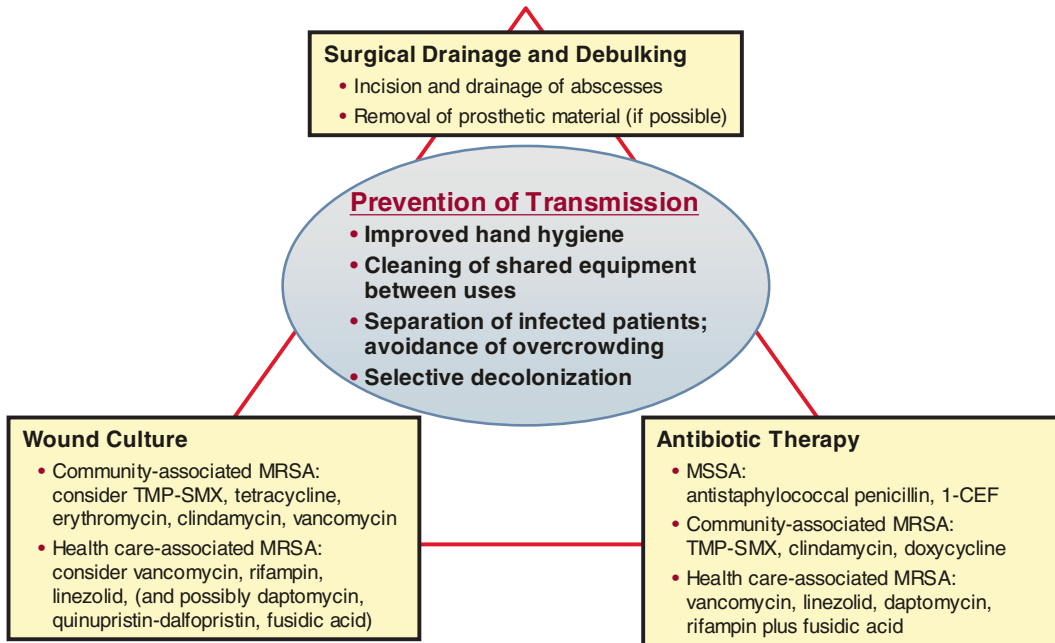 Surgical Drainage and Debulking
• Incision and drainage of abscesses
• Removal of prosthetic material (if possible)
Prevention of Transmission
• Improved hand hygiene
• Cleaning of shared equipment
between uses
• Separation of infected patients;
avoidance of overcrowding
• Selective decolonization
Wound Culture
• Community-associated MRSA:
consider TMP-SMX, tetracycline,
erythromycin, clindamycin, vancomycin
• Health care-associated MRSA:
consider vancomycin, rifampin,
linezolid, (and possibly daptomycin,
quinupristin-dalfopristin, fusidic acid)
Antibiotic Therapy
• MSSA:
antistaphylococcal penicillin, 1-CEF
• Community-associated MRSA:
TMP-SMX, clindamycin, doxycycline
• Health care-associated MRSA:
vancomycin, linezolid, daptomycin,
rifampin plus fusidic acid